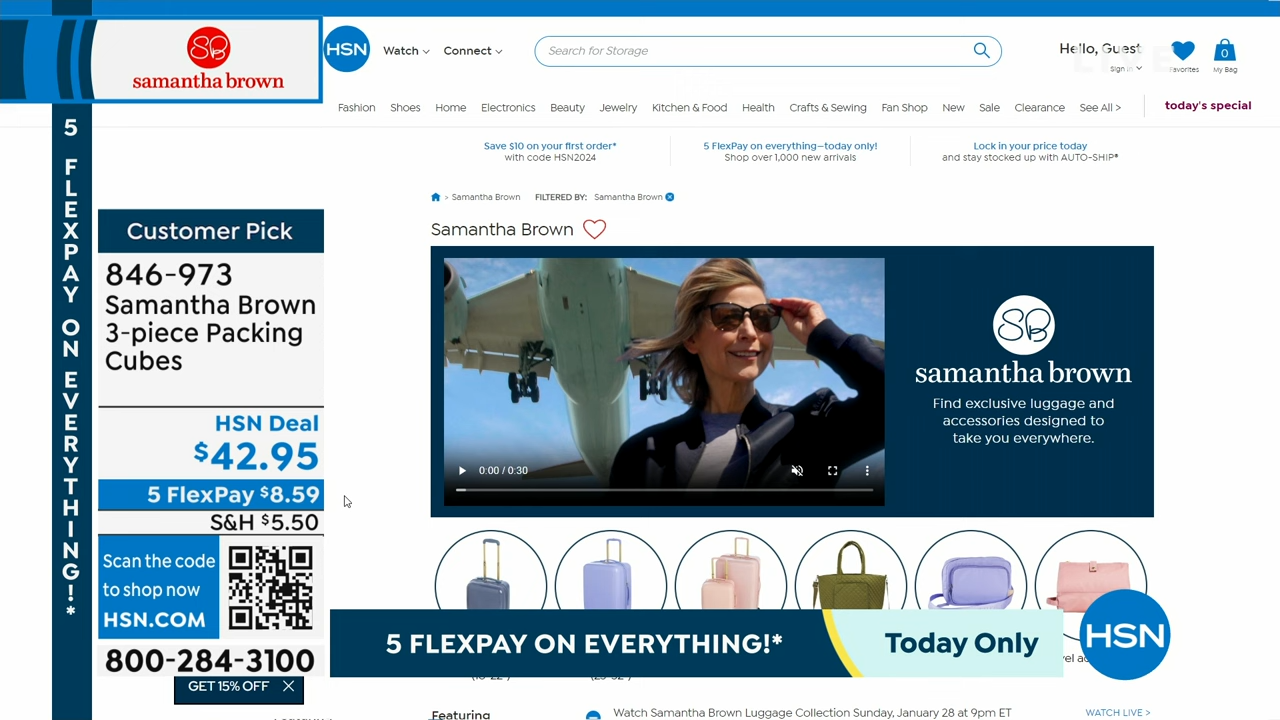 SB
samantha brown
HSN
Watch
Connect
Search for Storage
Hello, Guest
Sign In
LIVE
Favorites
0
My Bag
Fashion Shoes Home Electronics Beauty Jewelry Kitchen & Food Health Crafts & Sewing Fan Shop New Sale Clearance See All >
today's special
5 FLEXPAY ON EVERYTHING!*
Save $10 on your first order*
with code HSN2024
5 FlexPay on everything—today only!
Shop over 1,000 new arrivals
Lock in your price today
and stay stocked up with AUTO-SHIP®
> Samantha Brown FILTERED BY: Samantha Brown
Samantha Brown
Customer Pick
846-973
Samantha Brown
3-piece Packing
Cubes
HSN Deal
$42.95
5 FlexPay $8.59
S&H $5.50
Scan the code
to shop now
HSN.COM
800-284-3100
GET 15% OFF
0:00 / 0:30
SB
samantha brown
Find exclusive luggage and
accessories designed to
take you everywhere.
5 FLEXPAY ON EVERYTHING!*
Today Only
HSN
Featuring
Watch Samantha Brown Luggage Collection Sunday, January 28 at 9pm ET
WATCH LIVE >